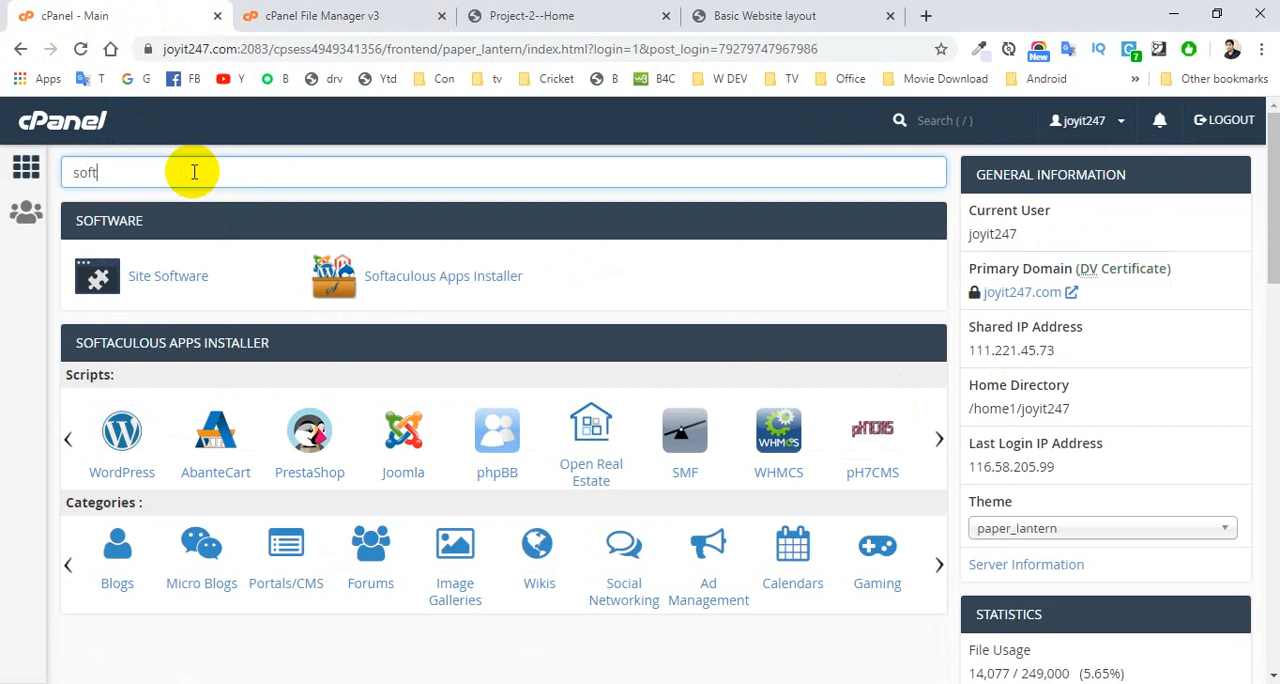 cPanel - Main
cPanel File Manager v3
Project-2--Home
Basic Website layout
joyit247.com:2083/cpsess4949341356/frontend/paper_lantern/index.html?login=1&post_login=79279747967986
Apps T G FB Y B drv Ytd Con tv Cricket B B4C W DEV TV Office Movie Download Android » Other bookmarks
New
7
cPanel
Search ( / )
joyit247
LOGOUT
soft
SOFTWARE
Site Software
Softaculous Apps Installer
SOFTACULOUS APPS INSTALLER
Scripts:
WHMCS
pH7CMS
WordPress
AbanteCart
PrestaShop
Joomla
phpBB
Open Real
Estate
SMF
WHMCS
pH7CMS
Categories :
Blogs
Micro Blogs
Portals/CMS
Forums
Image
Galleries
Wikis
Social
Networking
Ad
Management
Calendars
Gaming
GENERAL INFORMATION
Current User
joyit247
Primary Domain (DV Certificate)
joyit247.com
Shared IP Address
111.221.45.73
Home Directory
/home1/joyit247
Last Login IP Address
116.58.205.99
Theme
paper_lantern
Server Information
STATISTICS
File Usage
14,077 / 249,000 (5.65%)